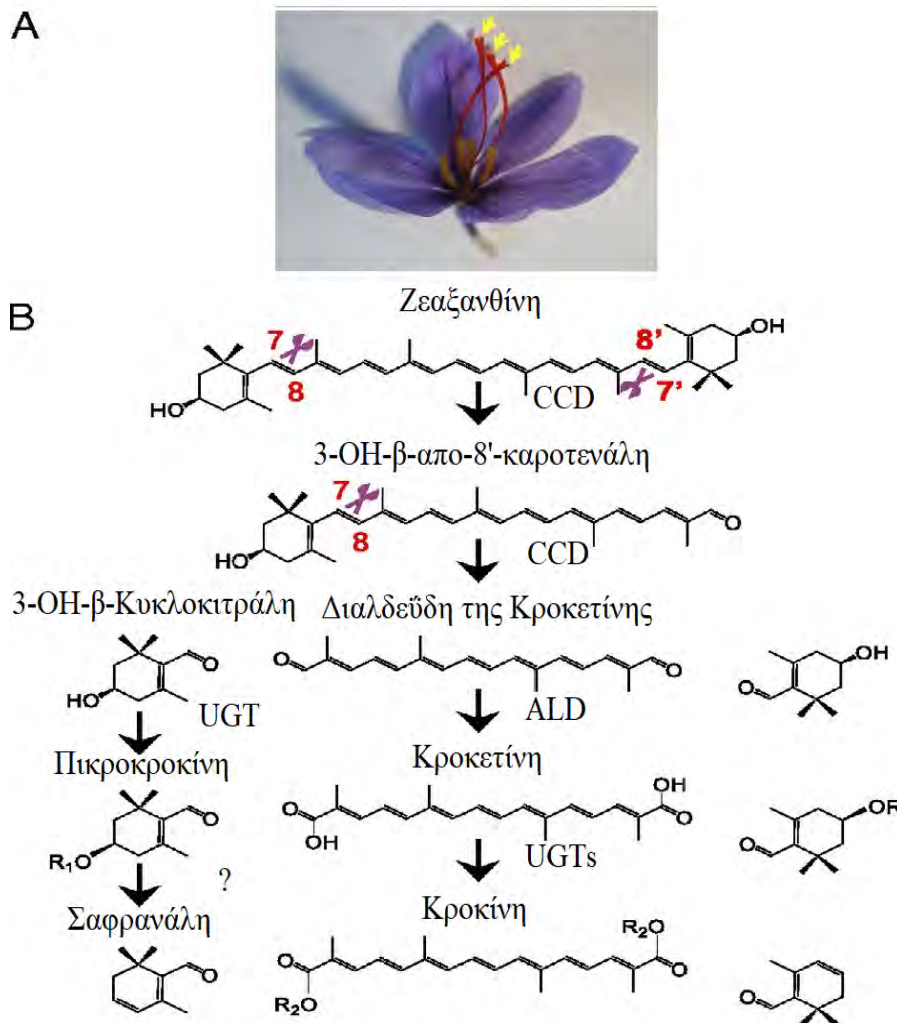 A
B
Ζεαξανθίνη
7
8
8’
7’
OH
HO
CCD
3-OH-β-απο-8'-καροτενάλη
7
8
O
HO
CCD
3-OH-β-Κυκλοκιτράλη
Διαλδεΰδη της Κροκετίνης
O
HO
UGT
O
O
ALD
OH
O
Πικροκροκίνη
Κροκετίνη
O
R₁O
O
OH
OH
O
UGTs
OR
O
?
Σαφρανάλη
Κροκίνη
O
O
R₂O
R₂O
O
O